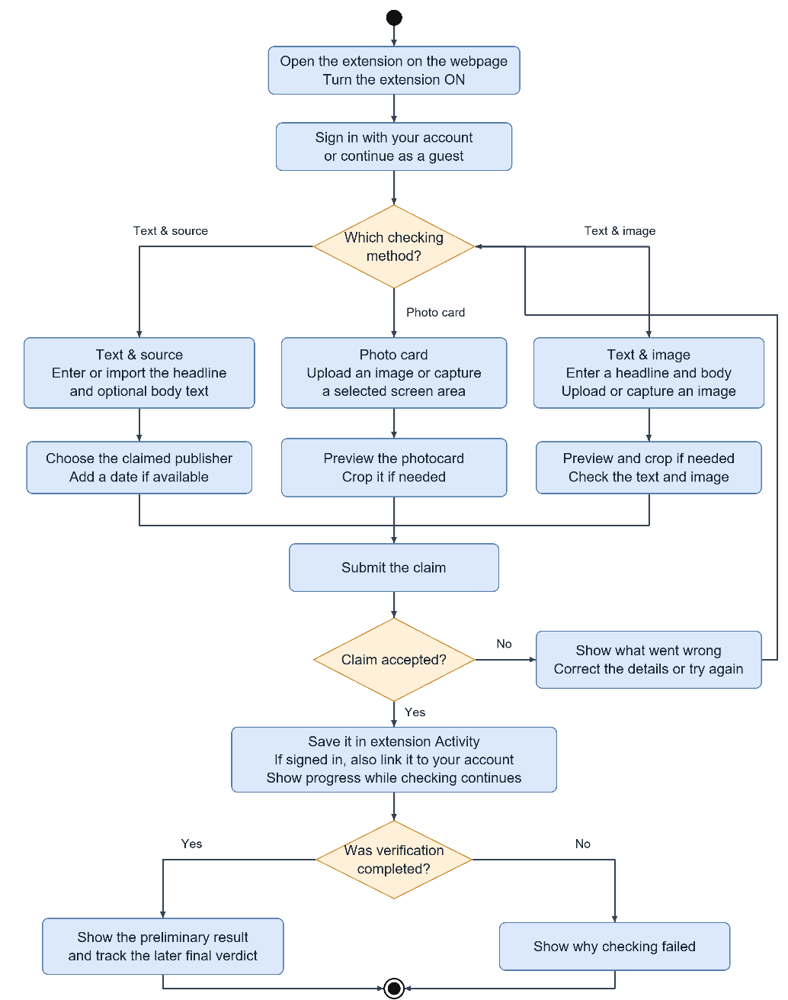 Open the extension on the webpage
Turn the extension ON
Sign in with your account
or continue as a guest
Which checking
method?
Text & source
Text & image
Photo card
Text & source
Enter or import the headline
and optional body text
Photo card
Upload an image or capture
a selected screen area
Text & image
Enter a headline and body
Upload or capture an image
Choose the claimed publisher
Add a date if available
Preview the photocard
Crop it if needed
Preview and crop if needed
Check the text and image
Submit the claim
Claim accepted?
No
Show what went wrong
Correct the details or try again
Yes
Save it in extension Activity
If signed in, also link it to your account
Show progress while checking continues
Was verification
completed?
Yes
No
Show the preliminary result
and track the later final verdict
Show why checking failed